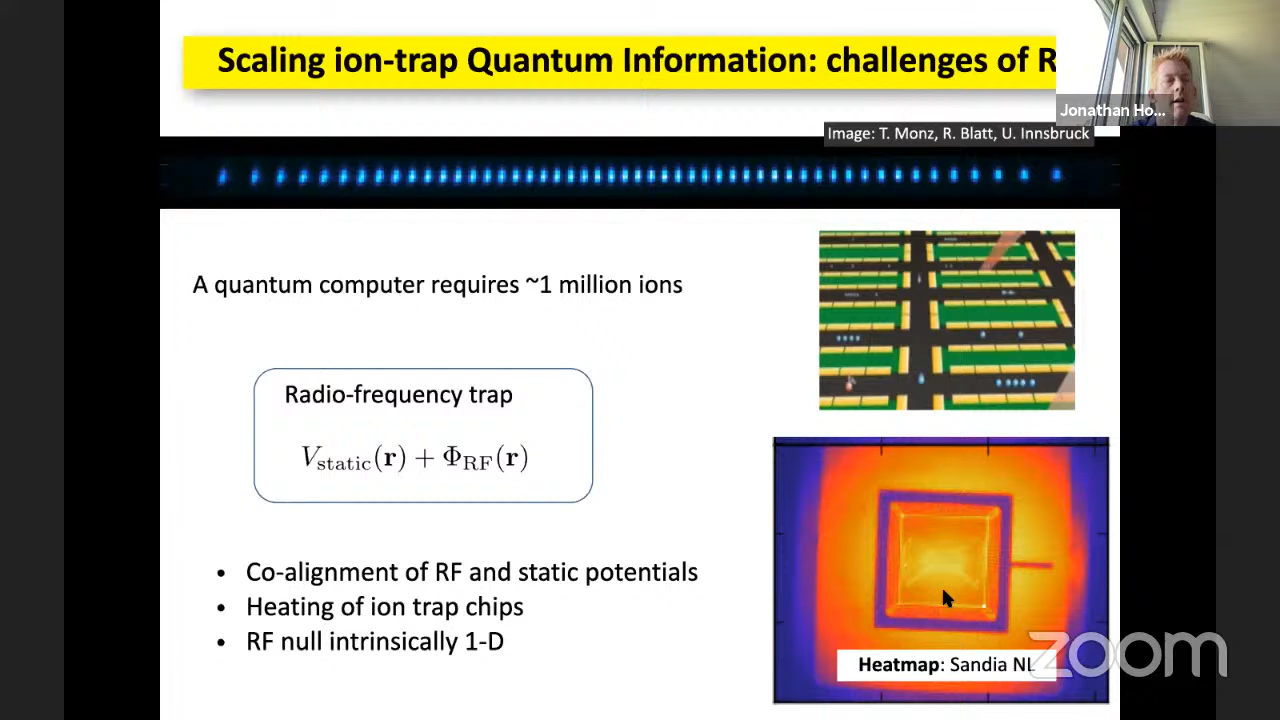 Scaling ion-trap Quantum Information: challenges of R
Jonathan Ho...
Image: T. Monz, R. Blatt, U. Innsbruck
A quantum computer requires ~1 million ions
Radio-frequency trap
V_static(r) + Φ_RF(r)
• Co-alignment of RF and static potentials
• Heating of ion trap chips
• RF null intrinsically 1-D
Heatmap: Sandia NL
zoom